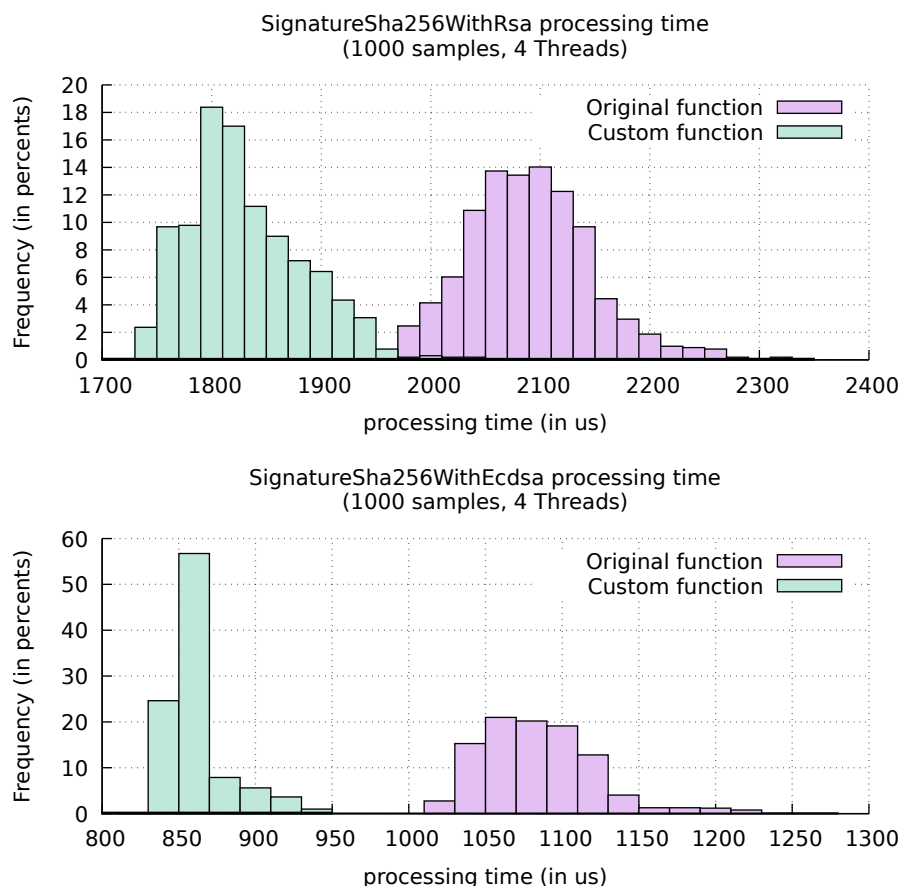 SignatureSha256WithRsa processing time
(1000 samples, 4 Threads)
Frequency (in percents)
20
18
16
14
12
10
8
6
4
2
0
Original function
Custom function
1700 1800 1900 2000 2100 2200 2300 2400
processing time (in us)
SignatureSha256WithEcdsa processing time
(1000 samples, 4 Threads)
Frequency (in percents)
60
50
40
30
20
10
0
Original function
Custom function
800 850 900 950 1000 1050 1100 1150 1200 1250 1300
processing time (in us)